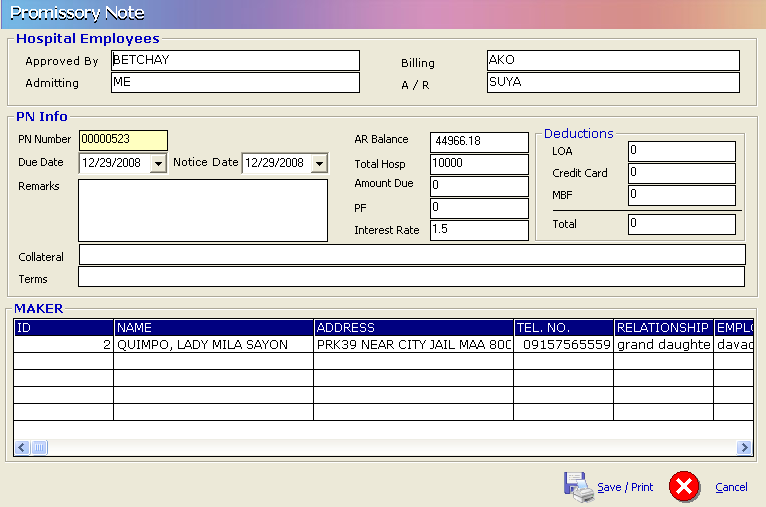 Promissory Note
Hospital Employees
Approved By BETCHAY Billing AKO
Admitting ME A / R SUYA
PN Info
PN Number 00000523 AR Balance 44966.18 Deductions
Due Date 12/29/2008 Notice Date 12/29/2008 Total Hosp 10000 LOA 0
Remarks Amount Due 0 Credit Card 0
PF 0 MBF 0
Interest Rate 1.5 Total 0
Collateral
Terms
MAKER
ID NAME ADDRESS TEL. NO. RELATIONSHIP EMPLO
2 QUIMPO, LADY MILA SAYON PRK39 NEAR CITY JAIL MAA 800 09157565559 grand daughte davao
Save / Print Cancel